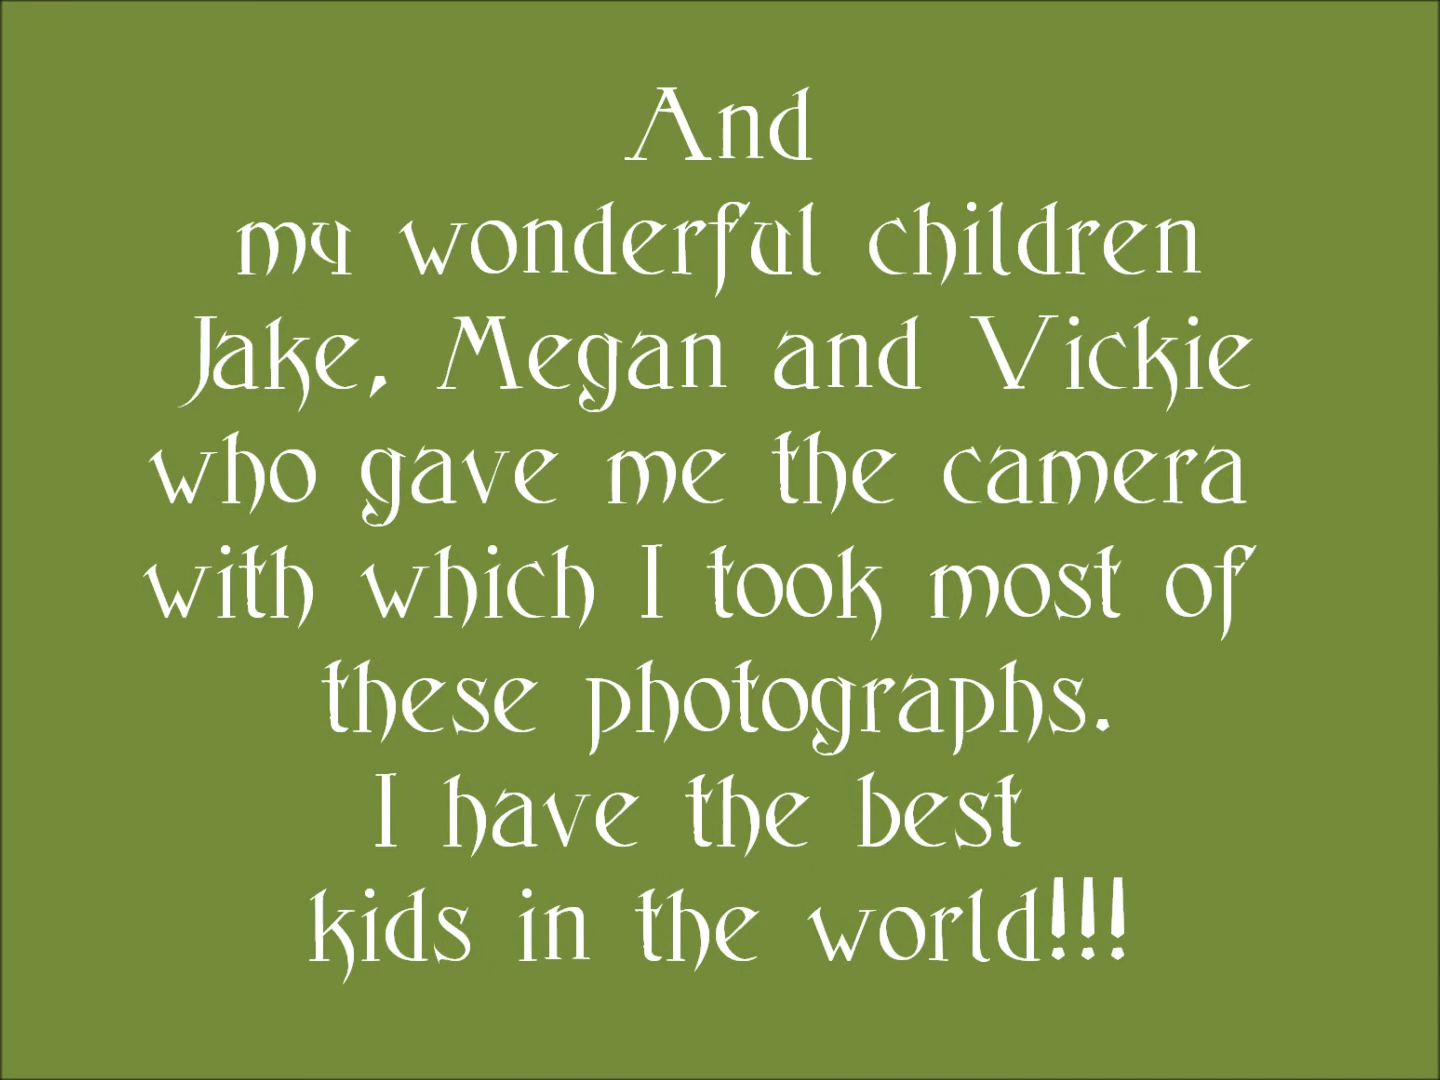 And
my wonderful children
Jake, Megan and Vickie
who gave me the camera
with which I took most of
these photographs.
I have the best
kids in the world!!!